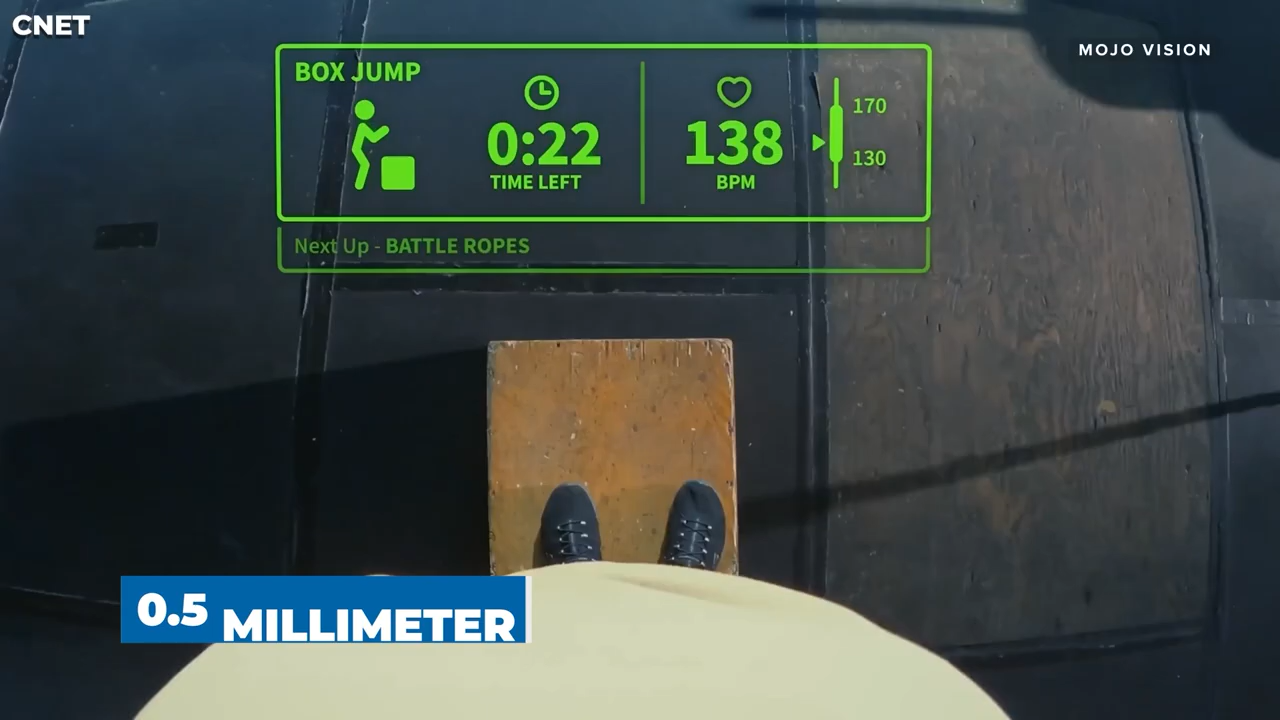 CNET
MOJO VISION
BOX JUMP
0:22
TIME LEFT
138
BPM
170
130
Next Up - BATTLE ROPES
0.5 MILLIMETER